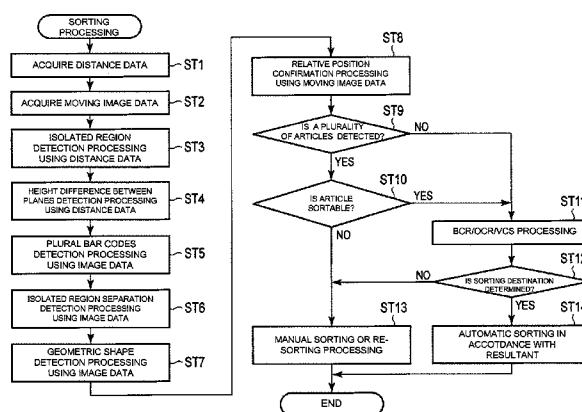 SORTING
PROCESSING
ACQUIRE DISTANCE DATA
ST1
ACQUIRE MOVING IMAGE DATA
ST2
ISOLATED REGION
DETECTION PROCESSING
USING DISTANCE DATA
ST3
HEIGHT DIFFERENCE BETWEEN
PLANES DETECTION PROCESSING
USING DISTANCE DATA
ST4
PLURAL BAR CODES
DETECTION PROCESSING
USING IMAGE DATA
ST5
ISOLATED REGION SEPARATION
DETECTION PROCESSING
USING IMAGE DATA
ST6
GEOMETRIC SHAPE
DETECTION PROCESSING
USING IMAGE DATA
ST7
ST8
RELATIVE POSITION
CONFIRMATION PROCESSING
USING MOVING IMAGE DATA
ST9
IS A PLURALITY
OF ARTICLES DETECTED?
NO
YES
ST10
IS ARTICLE
SORTABLE?
YES
NO
ST11
BCR/OCR/VCS PROCESSING
ST12
IS SORTING DESTINATION
DETERMINED?
NO
YES
ST13
MANUAL SORTING OR RE-
SORTING PROCESSING
ST14
AUTOMATIC SORTING IN
ACCOTDANCE WITH
RESULTANT
END